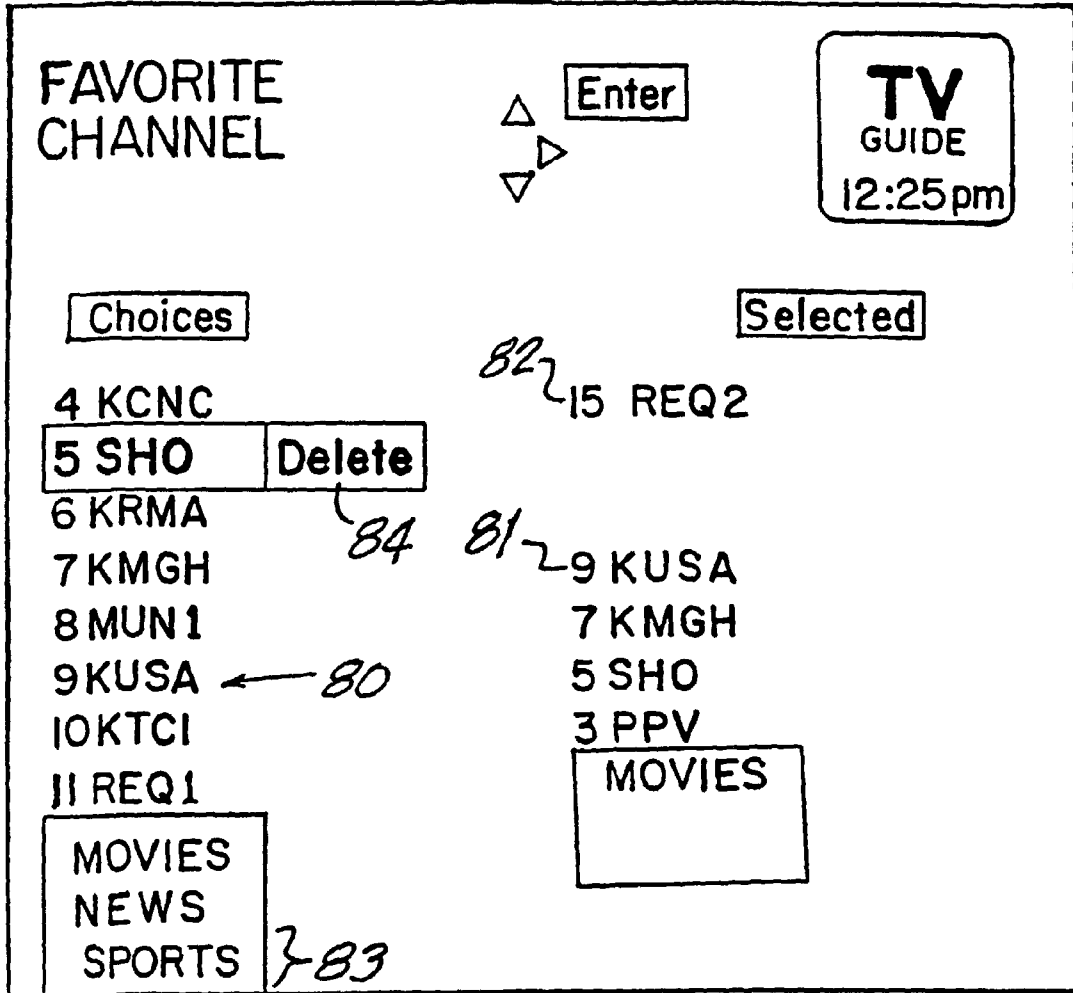 FAVORITE
CHANNEL
Enter
TV
GUIDE
12:25pm
Choices
Selected
4 KCNC
5 SHO Delete
6 KRMA
7 KMGH
8 MUN1
9 KUSA
10 KTCI
11 REQ1
MOVIES
NEWS
SPORTS
84
80
83
82
15 REQ2
81
9 KUSA
7 KMGH
5 SHO
3 PPV
MOVIES